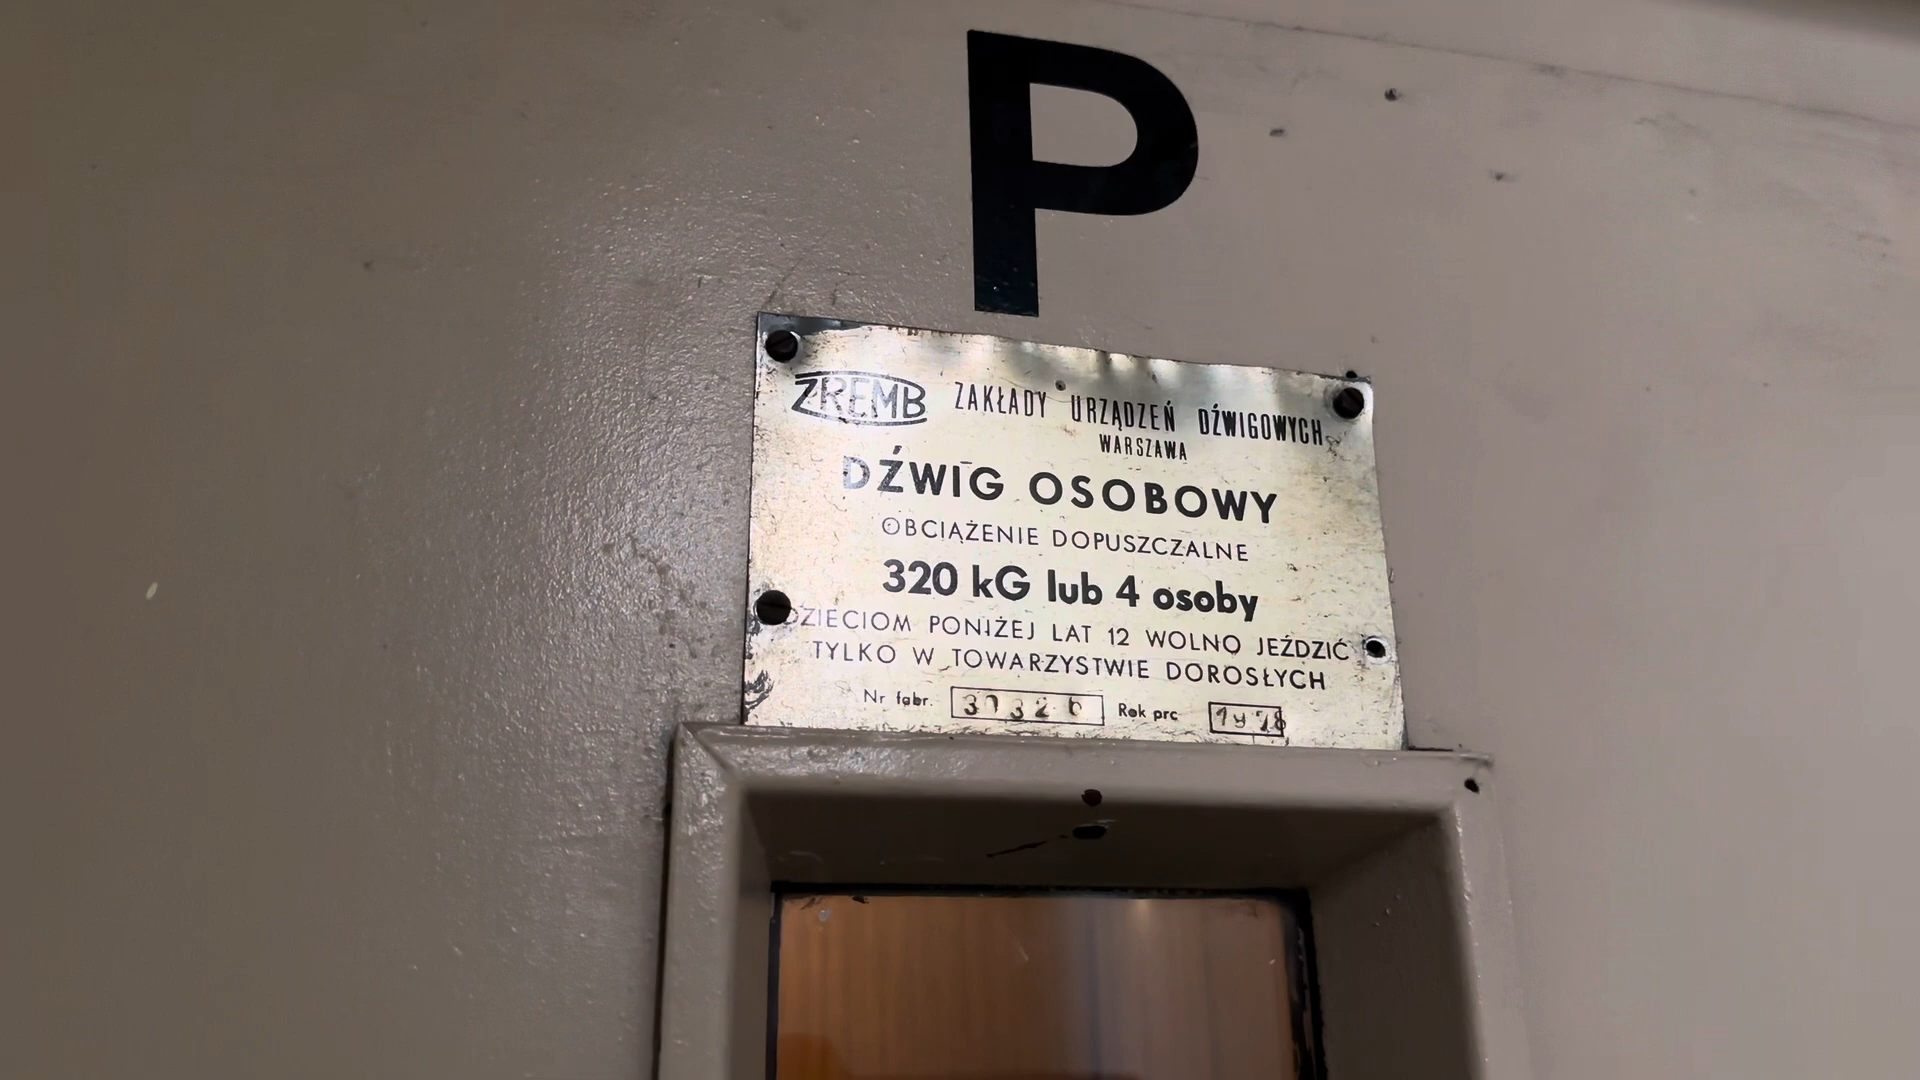 P
ZREMB ZAKŁADY URZĄDZEŃ DŹWIGOWYCH
WARSZAWA
DŹWIG OSOBOWY
OBCIĄŻENIE DOPUSZCZALNE
320 kG lub 4 osoby
DZIECIOM PONIŻEJ LAT 12 WOLNO JEŹDZIĆ
TYLKO W TOWARZYSTWIE DOROSŁYCH
Nr fabr. Rok prc 1978